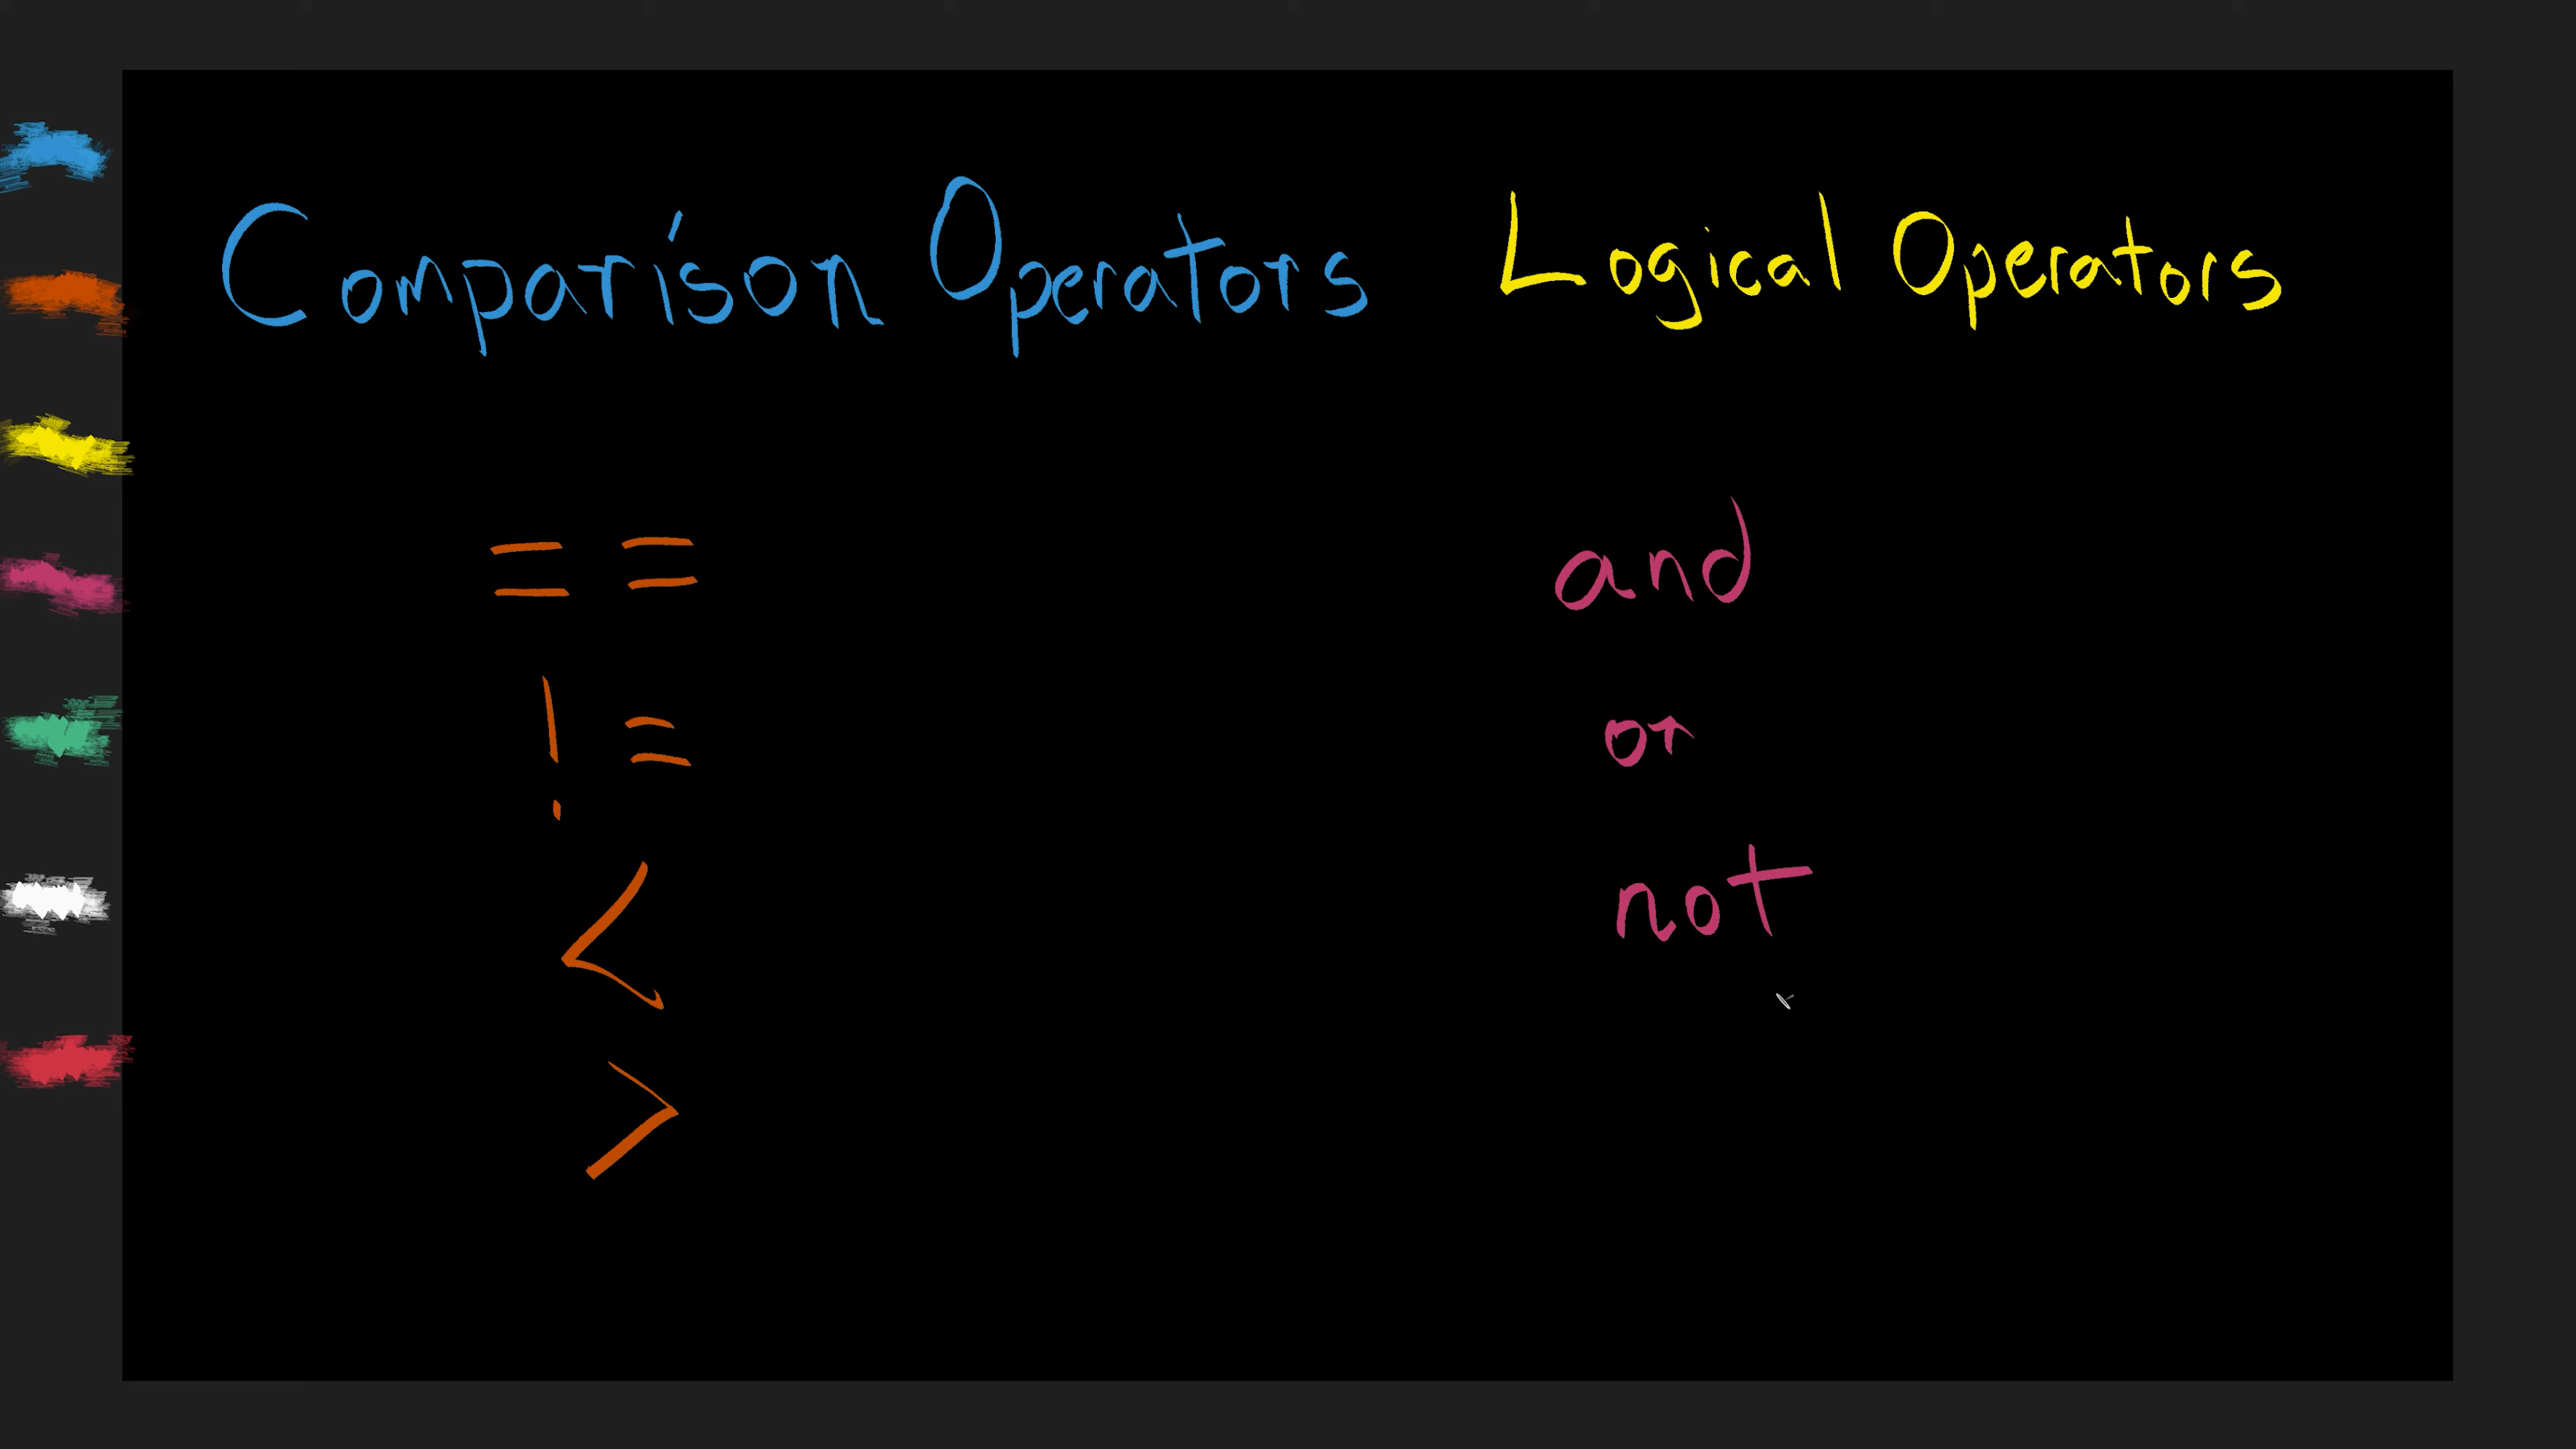 Comparison Operators Logical Operators
== and
!= or
< not
>